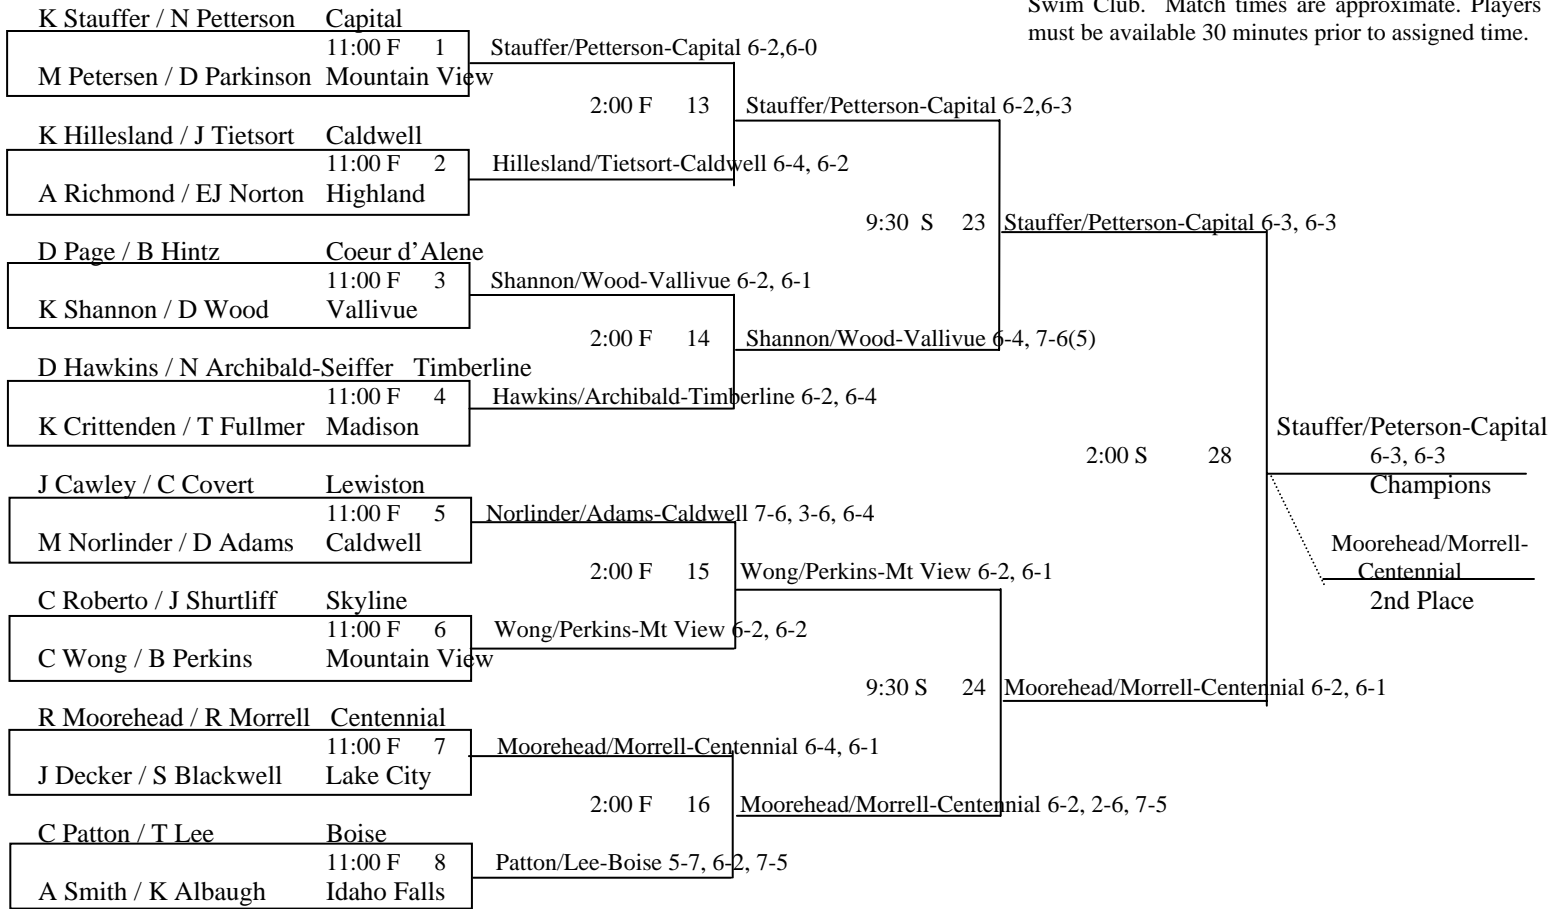 Swim Club. Match times are approximate. Players
must be available 30 minutes prior to assigned time.
K Stauffer / N Petterson Capital
11:00 F 1 Stauffer/Petterson-Capital 6-2,6-0
M Petersen / D Parkinson Mountain View
2:00 F 13 Stauffer/Petterson-Capital 6-2,6-3
K Hillesland / J Tietsort Caldwell
11:00 F 2 Hillesland/Tietsort-Caldwell 6-4, 6-2
A Richmond / EJ Norton Highland
9:30 S 23 Stauffer/Petterson-Capital 6-3, 6-3
D Page / B Hintz Coeur d’Alene
11:00 F 3 Shannon/Wood-Vallivue 6-2, 6-1
K Shannon / D Wood Vallivue
2:00 F 14 Shannon/Wood-Vallivue 6-4, 7-6(5)
D Hawkins / N Archibald-Seiffer Timberline
11:00 F 4 Hawkins/Archibald-Timberline 6-2, 6-4
K Crittenden / T Fullmer Madison
Stauffer/Peterson-Capital
2:00 S 28 6-3, 6-3
Champions
J Cawley / C Covert Lewiston
11:00 F 5 Norlinder/Adams-Caldwell 7-6, 3-6, 6-4
M Norlinder / D Adams Caldwell
Moorehead/Morrell-
Centennial
2nd Place
2:00 F 15 Wong/Perkins-Mt View 6-2, 6-1
C Roberto / J Shurtliff Skyline
11:00 F 6 Wong/Perkins-Mt View 6-2, 6-2
C Wong / B Perkins Mountain View
9:30 S 24 Moorehead/Morrell-Centennial 6-2, 6-1
R Moorehead / R Morrell Centennial
11:00 F 7 Moorehead/Morrell-Centennial 6-4, 6-1
J Decker / S Blackwell Lake City
2:00 F 16 Moorehead/Morrell-Centennial 6-2, 2-6, 7-5
C Patton / T Lee Boise
11:00 F 8 Patton/Lee-Boise 5-7, 6-2, 7-5
A Smith / K Albaugh Idaho Falls